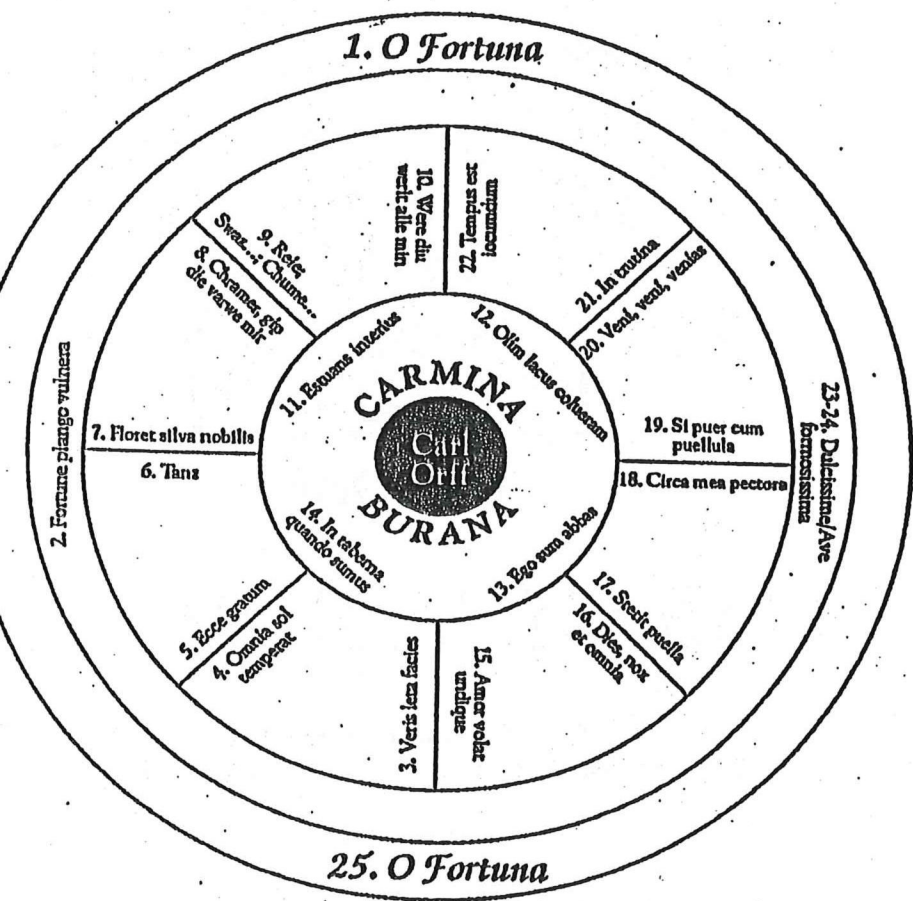 1. O Fortuna
2. Fortune plango vulnera
3. Veris leta facies
4. Omnia sol
temperat
5. Ecce gratum
6. Tanz
7. Floret silva nobilis
8. Chramer, gip
die varwe mir
9. Reie;
Swaz...; Chume...
10. Were diu
werlt alle min
11. Estuans interius
12. Olim lacus colueram
13. Ego sum abbas
14. In taberna
quando sumus
15. Amor volat
undique
16. Dies, nox
et omnia
17. Stetit puella
18. Circa mea pectora
19. Si puer cum
puellula
20. Veni, veni, venias
21. In trutina
22. Tempus est
iocundum
23-24. Dulcissime/Ave
formosissima
25. O Fortuna
CARMINA
Carl
Orff
BURANA